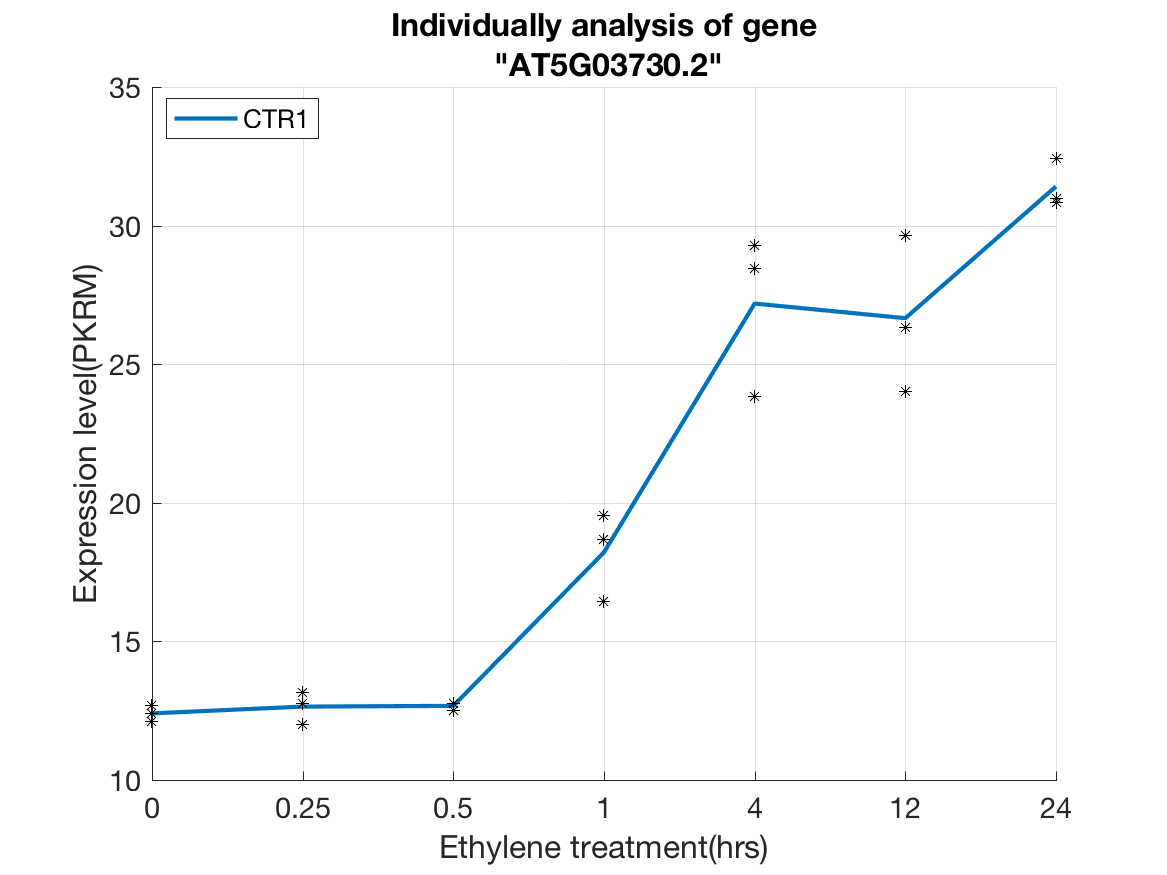 Individually analysis of gene
"AT5G03730.2"
CTR1
35
30
25
20
15
10
Expression level(PKRM)
0 0.25 0.5 1 4 12 24
Ethylene treatment(hrs)